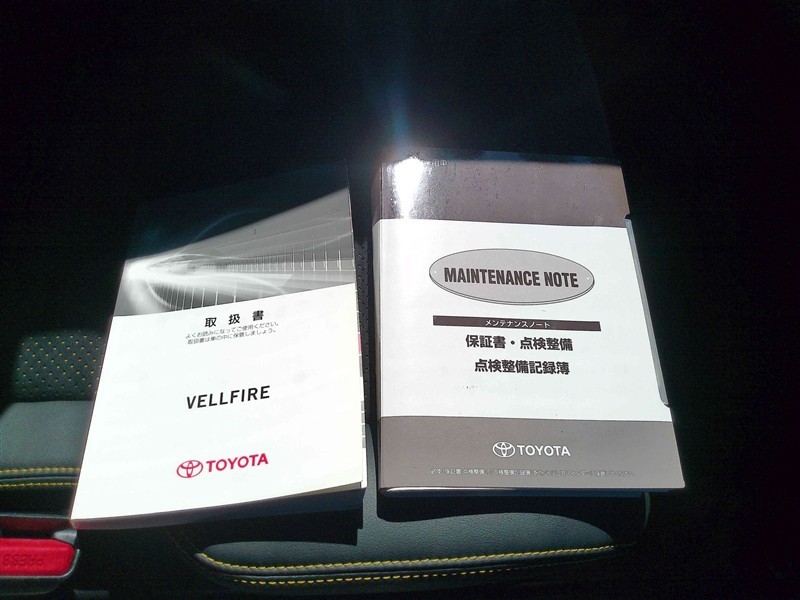 取扱書
よくお読みになってご使用ください。
取扱書は車の中に保管しましょう。
VELLFIRE
TOYOTA
MAINTENANCE NOTE
メンテナンスノート
保証書・点検整備
点検整備記録簿
TOYOTA
PRESS